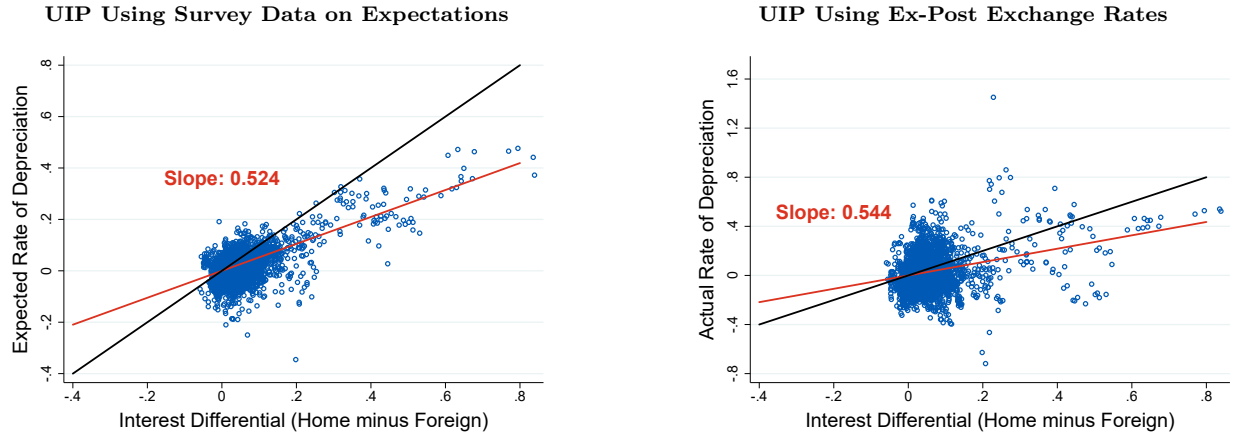 UIP Using Survey Data on Expectations
Expected Rate of Depreciation
.8
.6
.4
.2
0
-.2
-.4
Slope: 0.524
-.4 -.2 0 .2 .4 .6 .8
Interest Differential (Home minus Foreign)
UIP Using Ex-Post Exchange Rates
Actual Rate of Depreciation
1.6
1.2
.8
.4
0
-.4
-.8
Slope: 0.544
-.4 -.2 0 .2 .4 .6 .8
Interest Differential (Home minus Foreign)